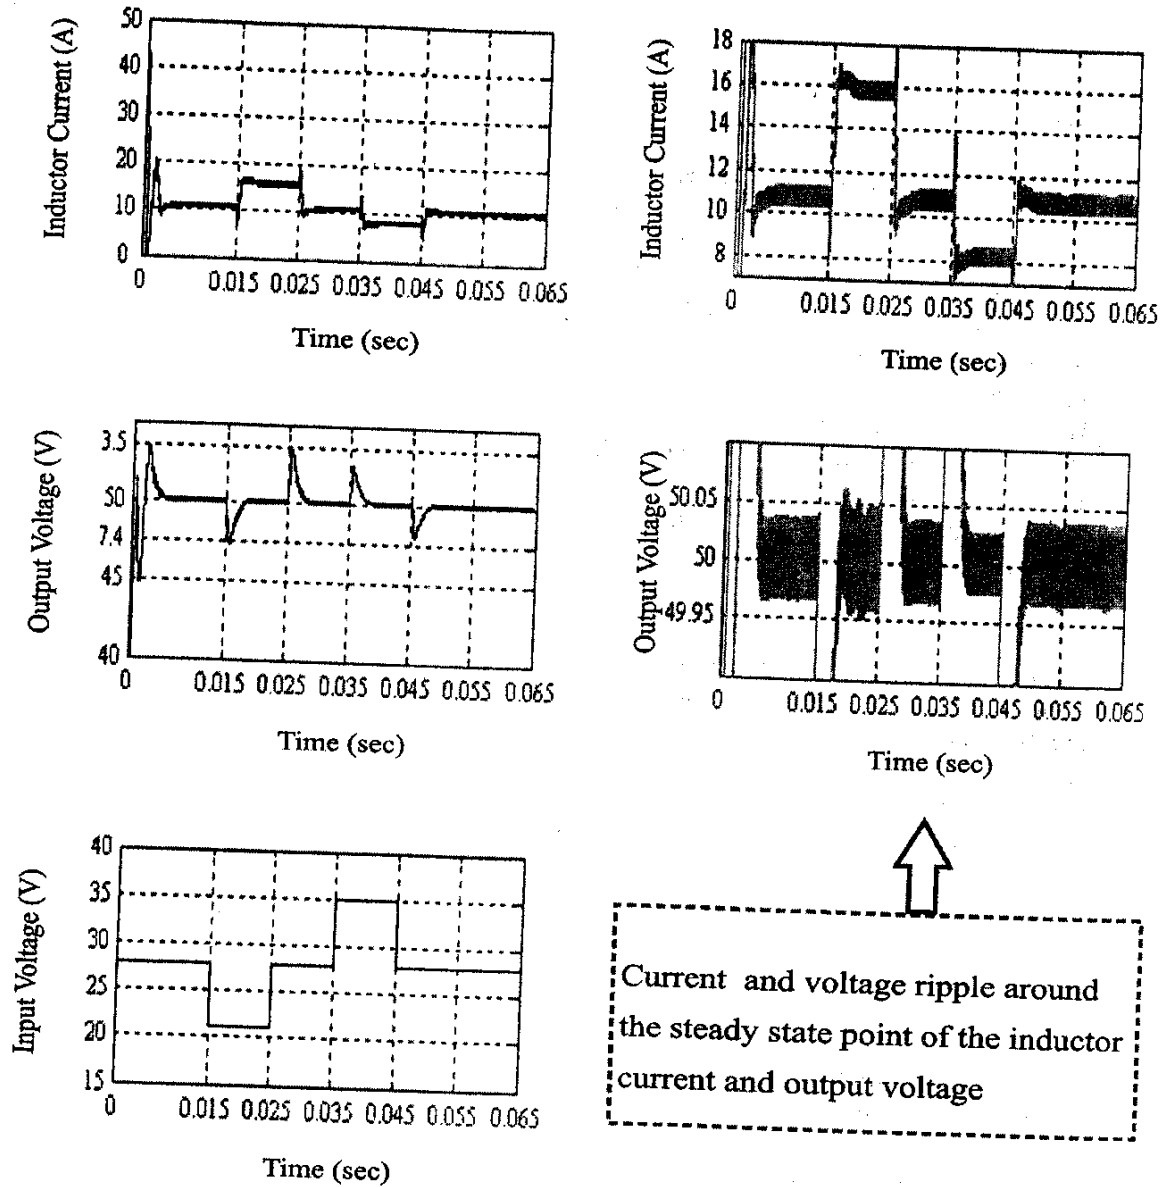 Inductor Current (A)
50
40
30
20
10
0
0 0.015 0.025 0.035 0.045 0.055 0.065
Time (sec)
Inductor Current (A)
18
16
14
12
10
8
0 0.015 0.025 0.035 0.045 0.055 0.065
Time (sec)
Output Voltage (V)
3.5
50
7.4
45
40
0 0.015 0.025 0.035 0.045 0.055 0.065
Time (sec)
Output Voltage (V)
50.05
50
49.95
0 0.015 0.025 0.035 0.045 0.055 0.065
Time (sec)
Input Voltage (V)
40
35
30
25
20
15
0 0.015 0.025 0.035 0.045 0.055 0.065
Time (sec)
Current and voltage ripple around
the steady state point of the inductor
current and output voltage